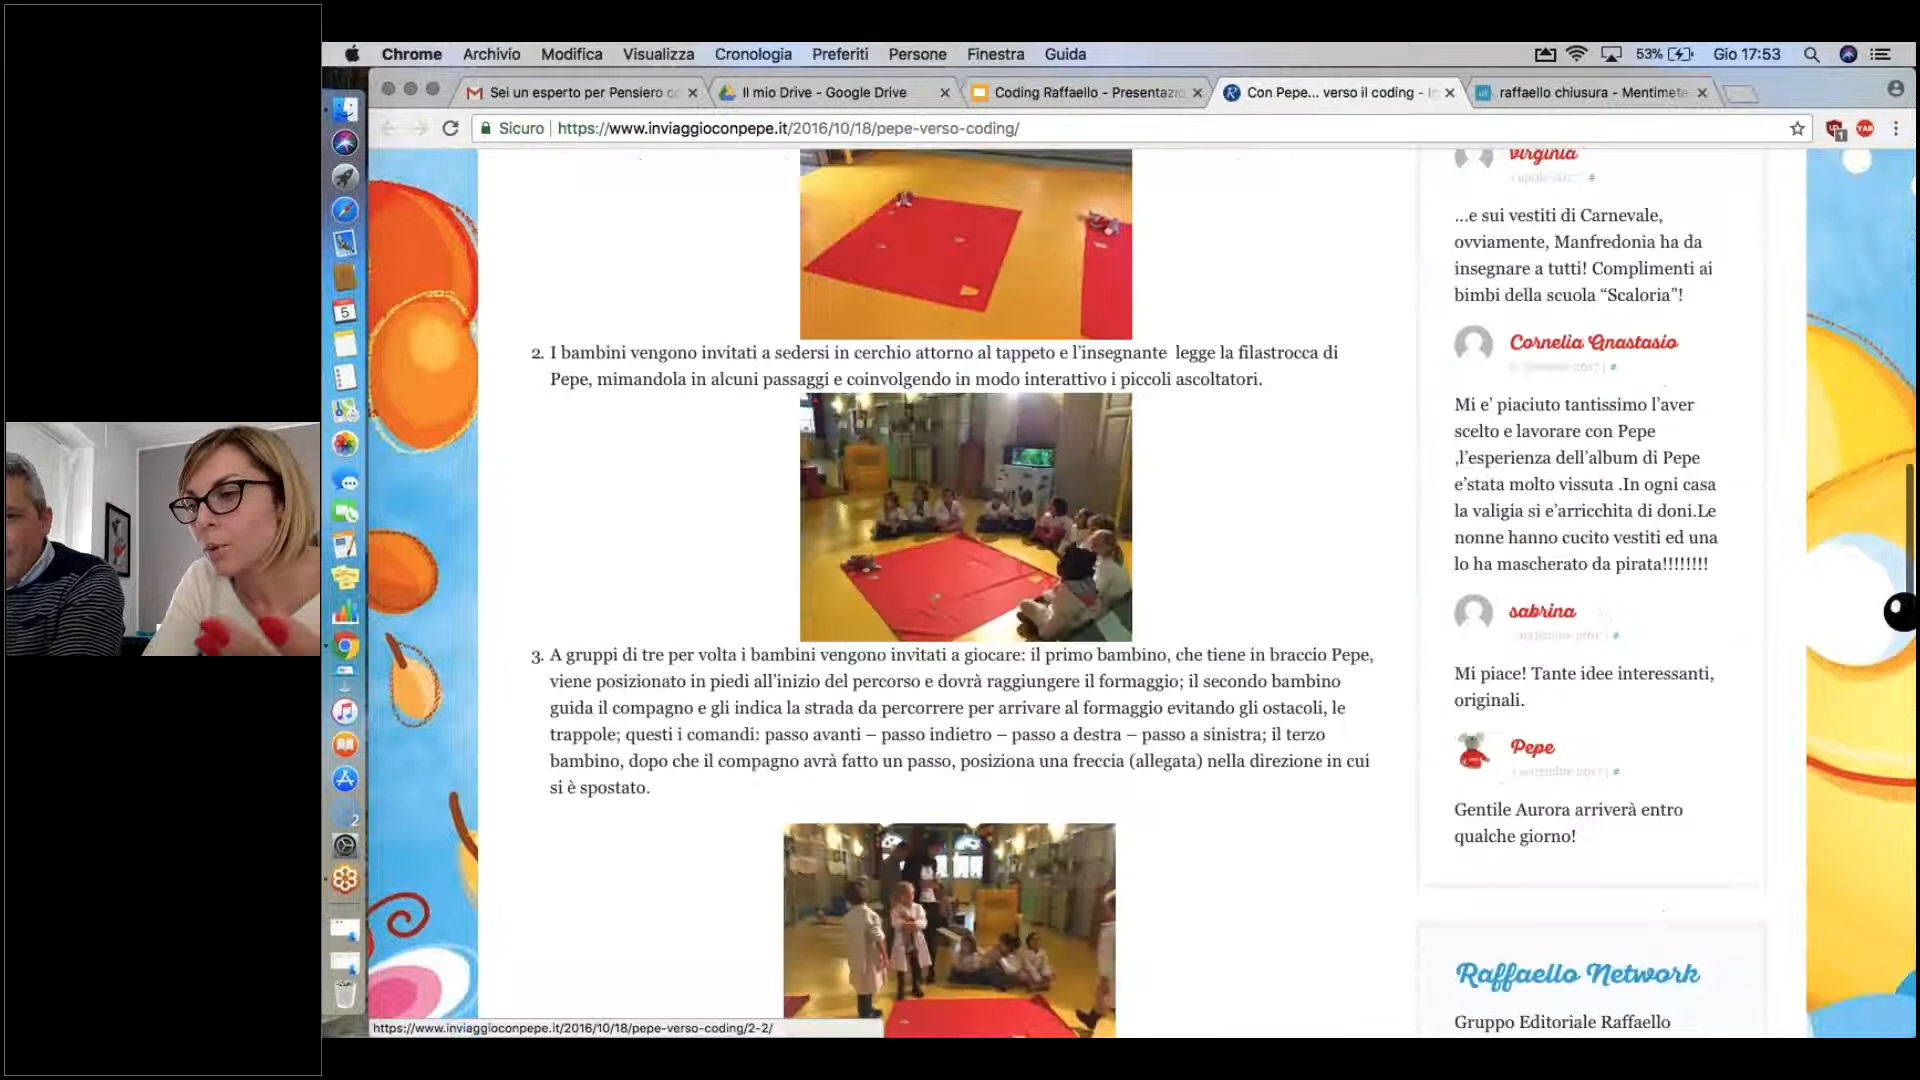 Chrome Archivio Modifica Visualizza Cronologia Preferiti Persone Finestra Guida
53% Gio 17:53
Sei un esperto per Pensiero
Il mio Drive - Google Drive
Coding Raffaello - Presentazio
Con Pepe... verso il coding -
raffaello chiusura - Mentimete
Sicuro https://www.inviaggioconpepe.it/2016/10/18/pepe-verso-coding/
2. I bambini vengono invitati a sedersi in cerchio attorno al tappeto e l'insegnante legge la filastrocca di
Pepe, mimandola in alcuni passaggi e coinvolgendo in modo interattivo i piccoli ascoltatori.
3. A gruppi di tre per volta i bambini vengono invitati a giocare: il primo bambino, che tiene in braccio Pepe,
viene posizionato in piedi all'inizio del percorso e dovrà raggiungere il formaggio; il secondo bambino
guida il compagno e gli indica la strada da percorrere per arrivare al formaggio evitando gli ostacoli, le
trappole; questi i comandi: passo avanti – passo indietro – passo a destra – passo a sinistra; il terzo
bambino, dopo che il compagno avrà fatto un passo, posiziona una freccia (allegata) nella direzione in cui
si è spostato.
virginia
#
...e sui vestiti di Carnevale,
ovviamente, Manfredonia ha da
insegnare a tutti! Complimenti ai
bimbi della scuola “Scaloria”!
Cornelia Anastasio
2017 | #
Mi e' piaciuto tantissimo l'aver
scelto e lavorare con Pepe
,l'esperienza dell'album di Pepe
e'stata molto vissuta .In ogni casa
la valigia si e'arricchita di doni.Le
nonne hanno cucito vestiti ed una
lo ha mascherato da pirata!!!!!!!!
sabrina
#
Mi piace! Tante idee interessanti,
originali.
Pepe
2017 | #
Gentile Aurora arriverà entro
qualche giorno!
Raffaello Network
Gruppo Editoriale Raffaello
https://www.inviaggioconpepe.it/2016/10/18/pepe-verso-coding/2-2/
5
2